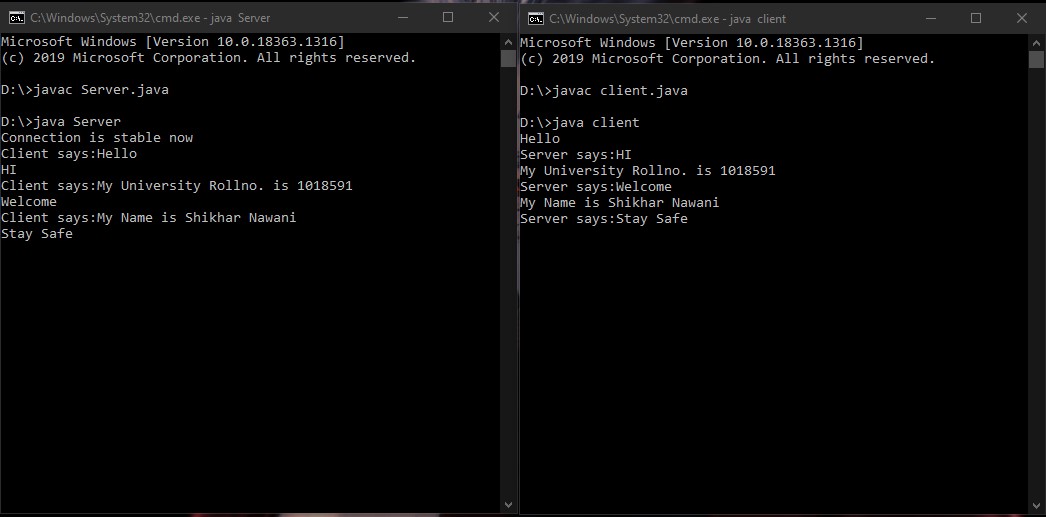 C:\Windows\System32\cmd.exe - java Server
Microsoft Windows [Version 10.0.18363.1316]
(c) 2019 Microsoft Corporation. All rights reserved.
D:\>javac Server.java
D:\>java Server
Connection is stable now
Client says:Hello
HI
Client says:My University Rollno. is 1018591
Welcome
Client says:My Name is Shikhar Nawani
Stay Safe
C:\Windows\System32\cmd.exe - java client
Microsoft Windows [Version 10.0.18363.1316]
(c) 2019 Microsoft Corporation. All rights reserved.
D:\>javac client.java
D:\>java client
Hello
Server says:HI
My University Rollno. is 1018591
Server says:Welcome
My Name is Shikhar Nawani
Server says:Stay Safe